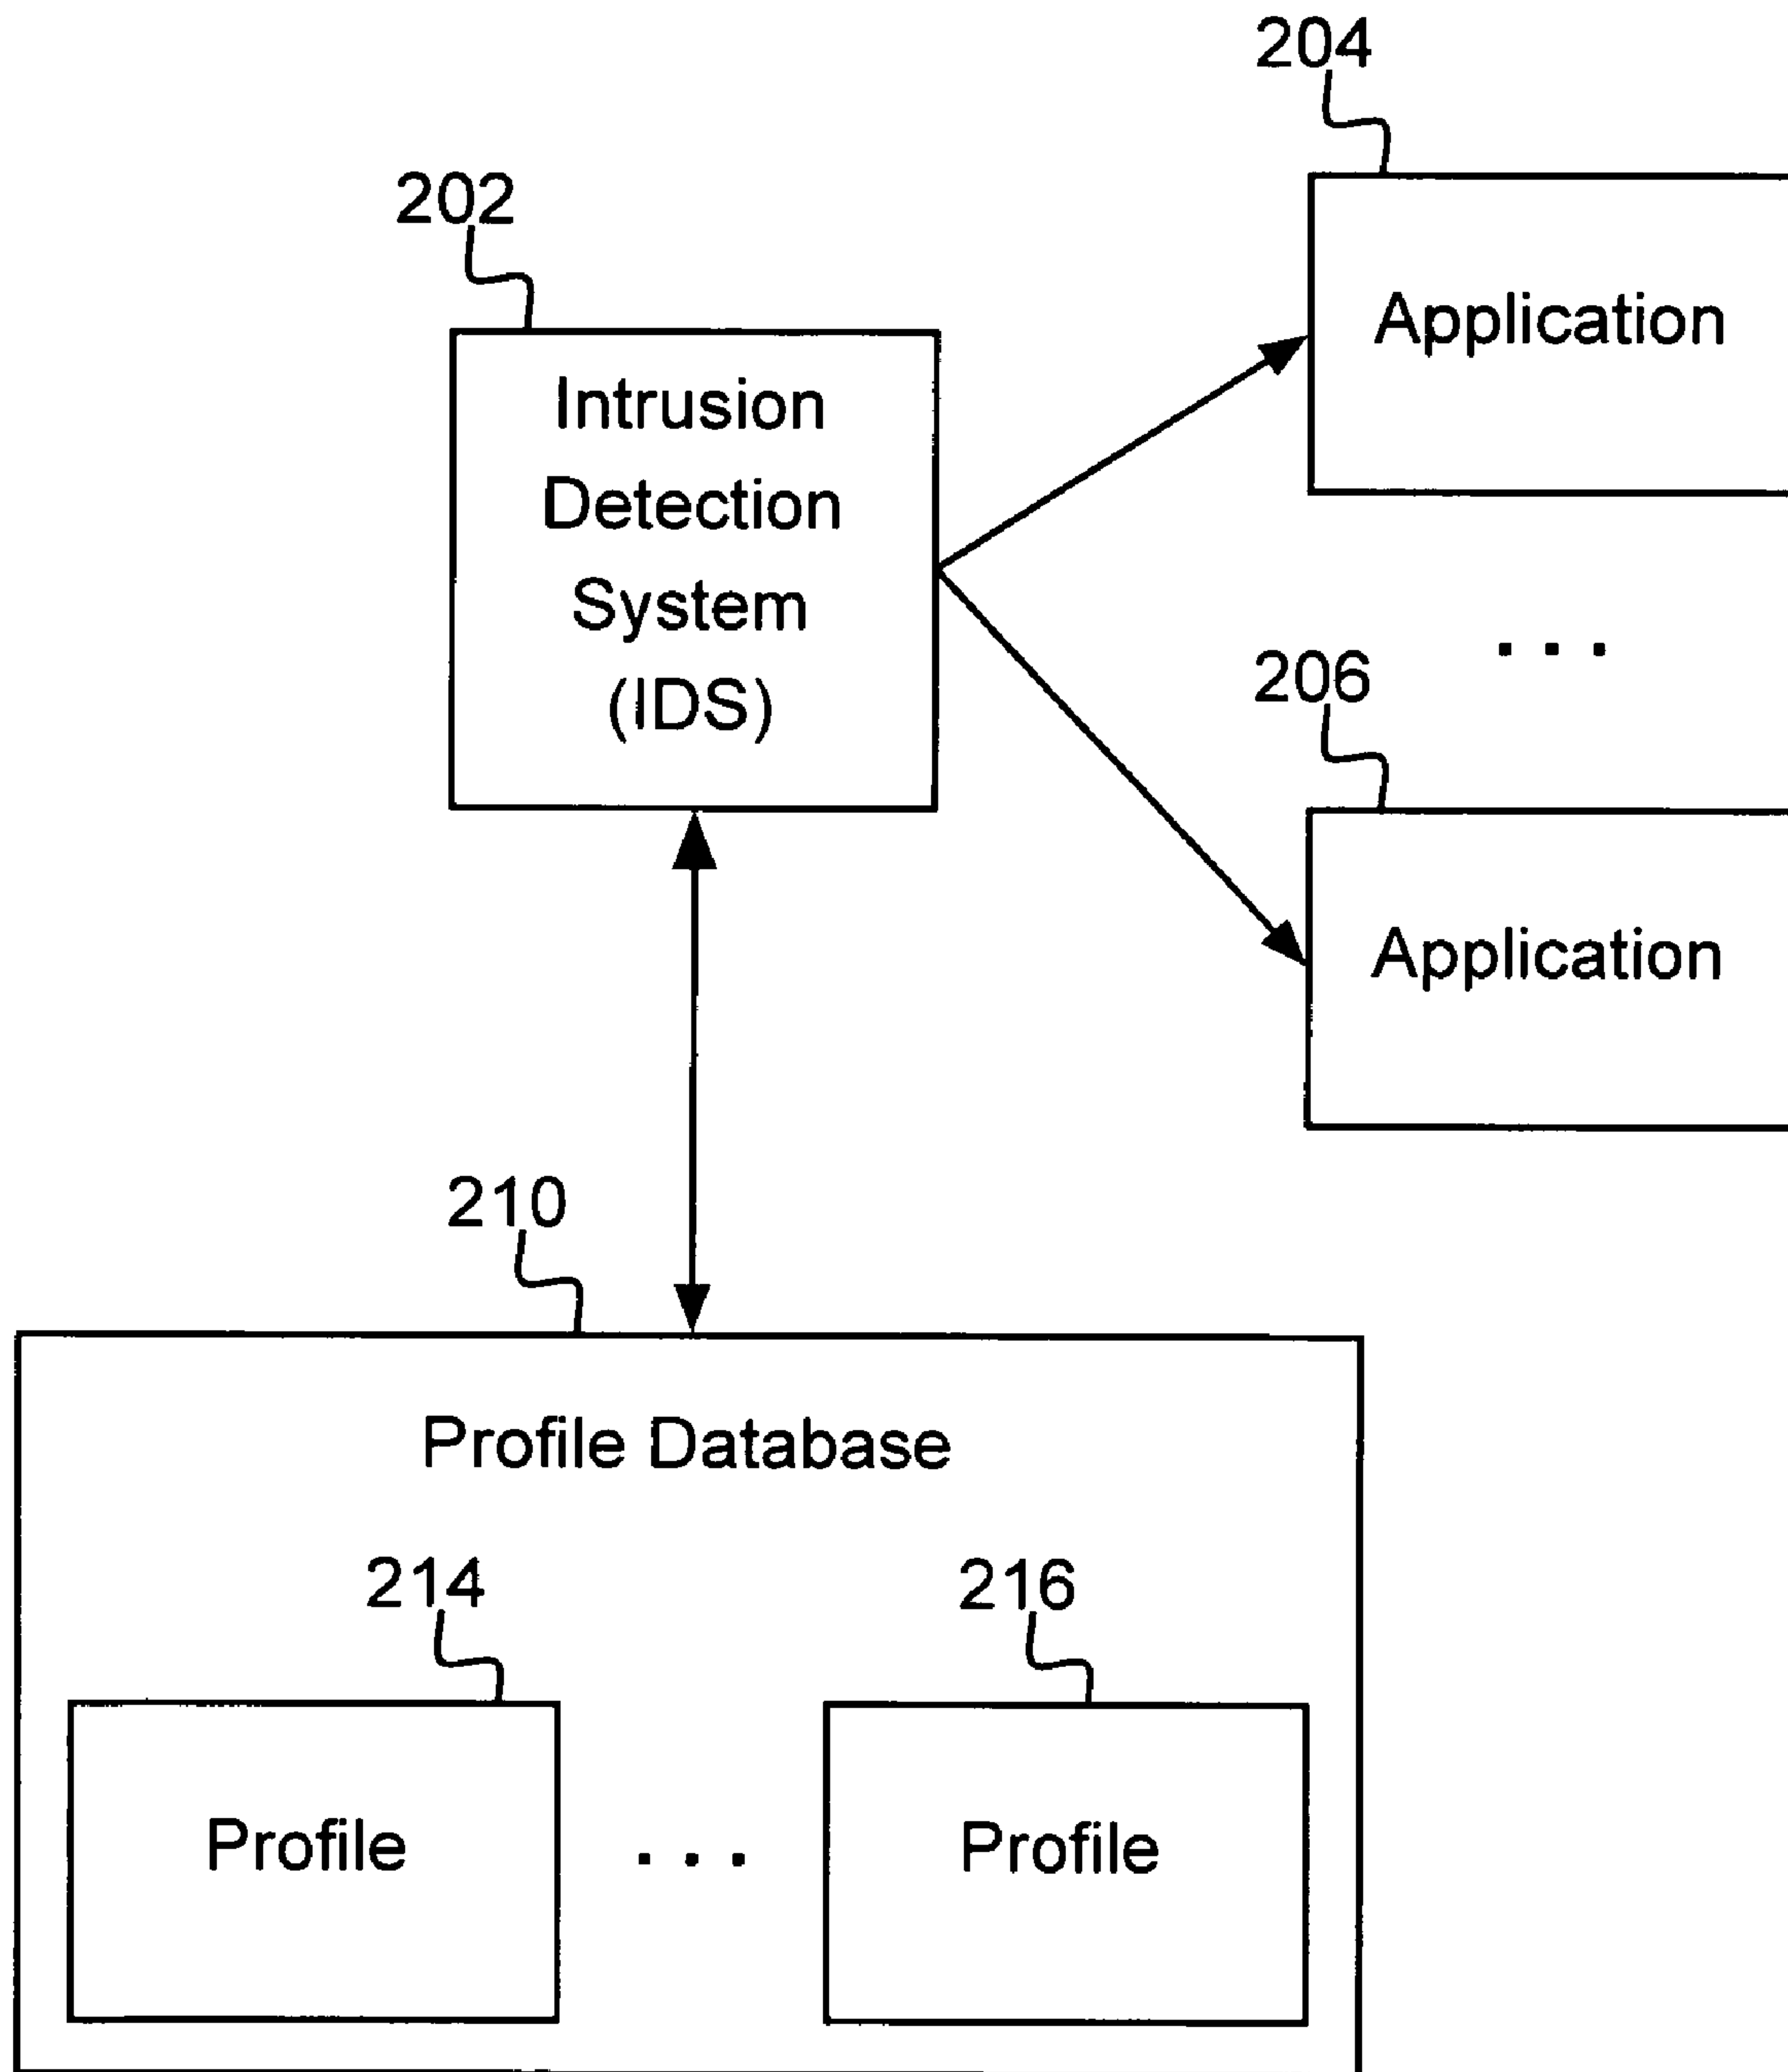 204
202
Application
Intrusion
Detection
System
(IDS)
206
. . .
Application
210
Profile Database
214
216
Profile
. . .
Profile